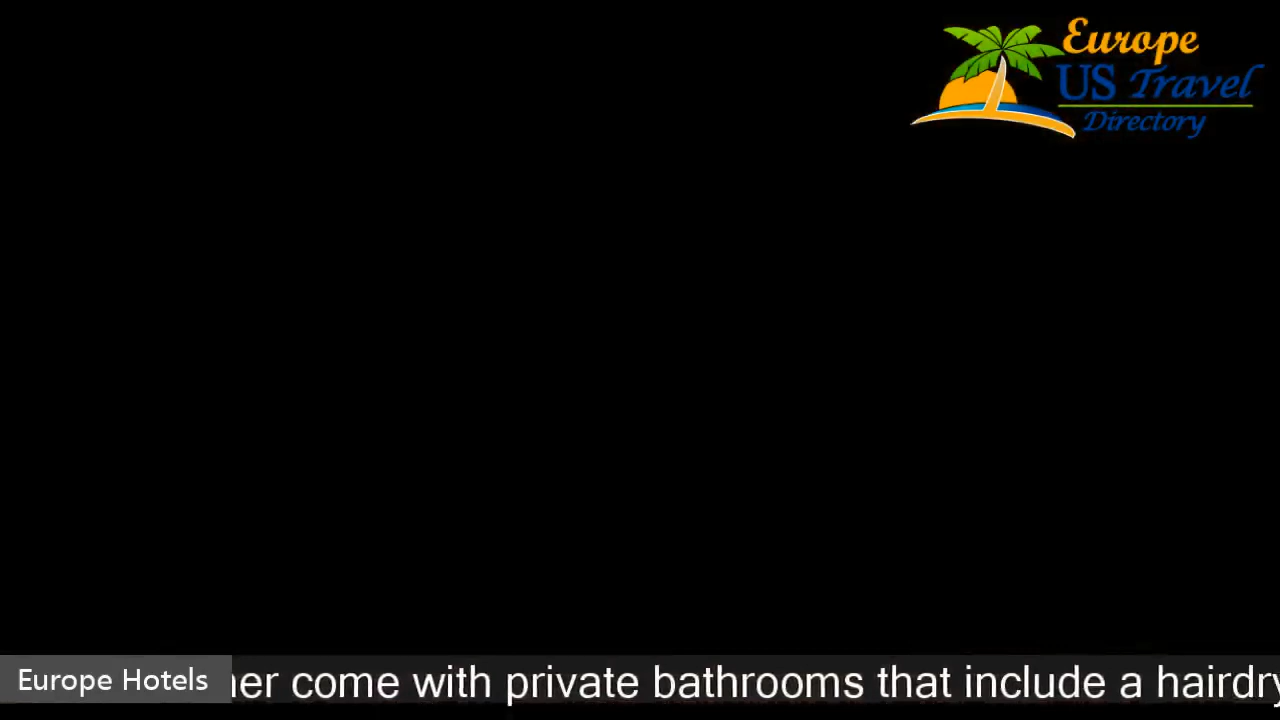 Europe
US Travel
Directory
Europe Hotels
come with private bathrooms that include a